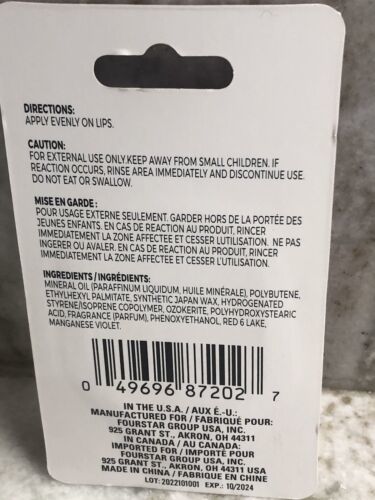 DIRECTIONS:
APPLY EVENLY ON LIPS.
CAUTION:
FOR EXTERNAL USE ONLY.KEEP AWAY FROM SMALL CHILDREN. IF
REACTION OCCURS, RINSE AREA IMMEDIATELY AND DISCONTINUE USE.
DO NOT EAT OR SWALLOW.
MISE EN GARDE :
POUR USAGE EXTERNE SEULEMENT. GARDER HORS DE LA PORTÉE DES
JEUNES ENFANTS. EN CAS DE REACTION AU PRODUIT, RINCER
IMMEDIATEMENT LA ZONE AFFECTEE ET CESSER LUTILISATION. NE PAS
INGERER OU AVALER. EN CAS DE REACTION AU PRODUIT, RINCER
IMMEDIATEMENT LA ZONE AFFECTEE ET CESSER L'UTILISATION.
INGREDIENTS / INGRÉDIENTS:
MINERAL OIL (PARAFFINUM LIQUIDUM, HUILE MINÉRALE), POLYBUTENE,
ETHYLHEXYL PALMITATE, SYNTHETIC JAPAN WAX, HYDROGENATED
STYRENE/ISOPRENE COPOLYMER, OZOKERITE, POLYHYDROXYSTEARIC
ACID, FRAGRANCE (PARFUM), PHENOXYETHANOL, RED 6 LAKE,
MANGANESE VIOLET.
0 49696 87202 7
IN THE U.S.A. / AUX É.-U.:
MANUFACTURED FOR / FABRIQUÉ POUR:
FOURSTAR GROUP USA, INC.
925 GRANT ST., AKRON, OH 44311
IN CANADA / AU CANADA:
IMPORTED FOR / IMPORTÉ POUR
FOURSTAR GROUP USA, INC.
925 GRANT ST., AKRON, OH 44311 USA
MADE IN CHINA / FABRIQUÉ EN CHINE
LOT: 2022101001 EXP.: 10/2024